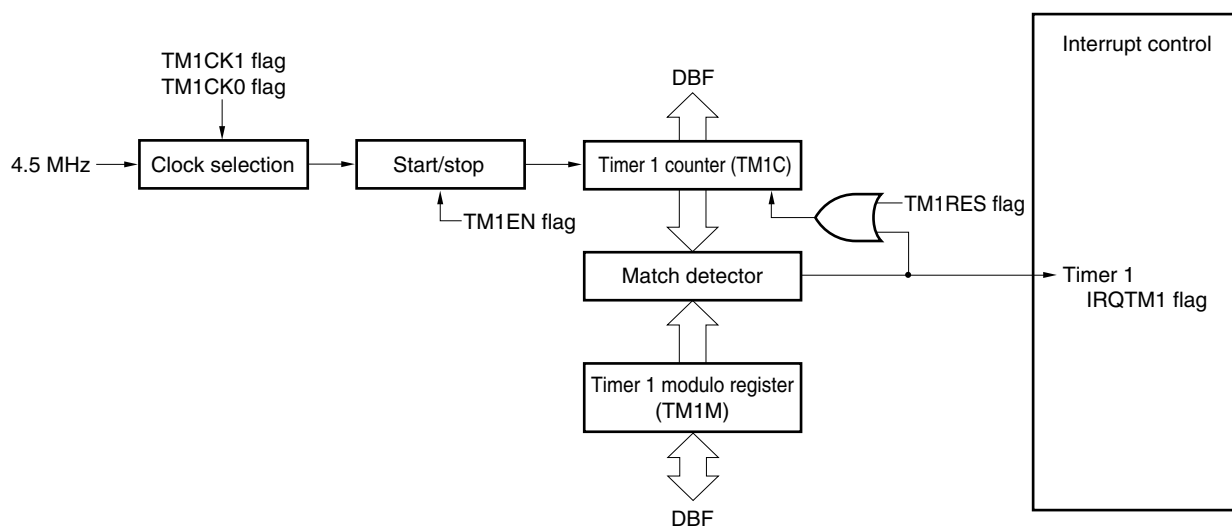 Interrupt control
TM1CK1 flag
TM1CK0 flag
DBF
4.5 MHz
Clock selection
Start/stop
Timer 1 counter (TM1C)
TM1RES flag
TM1EN flag
Match detector
Timer 1
IRQTM1 flag
Timer 1 modulo register
(TM1M)
DBF